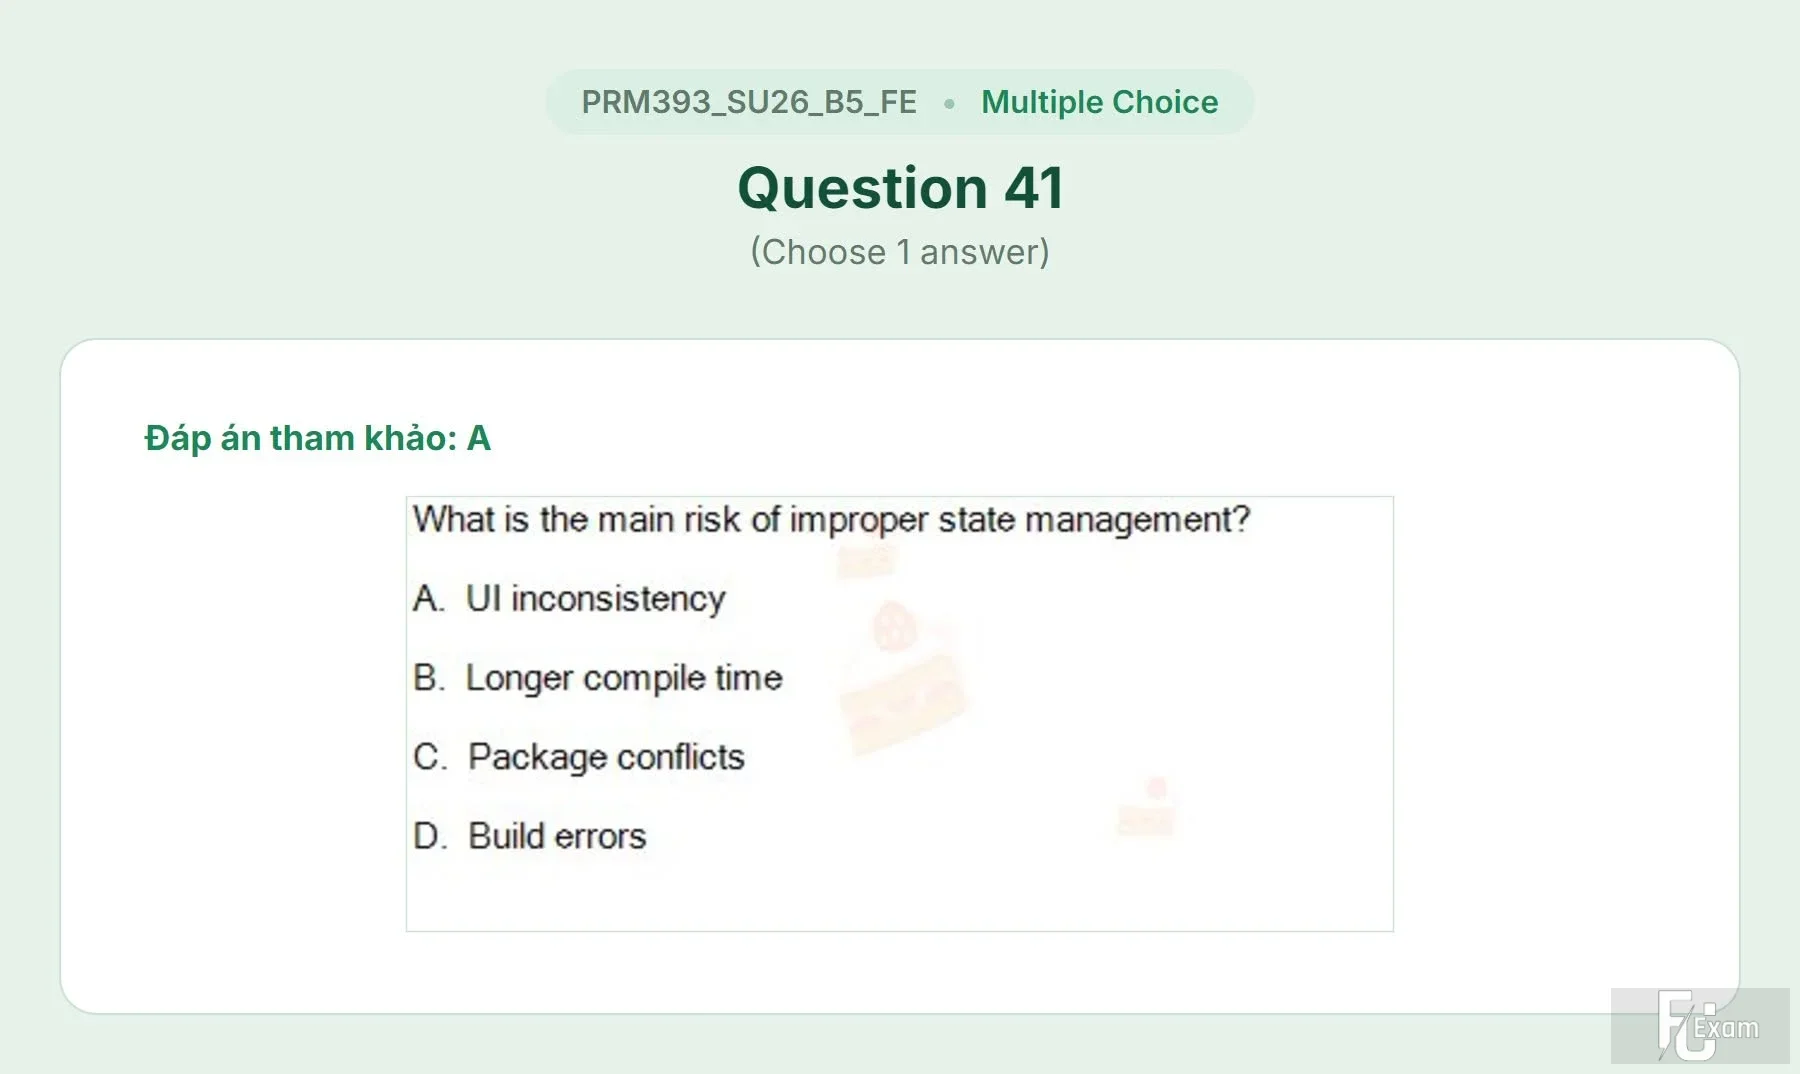 PRM393_SU26_B5_FE • Multiple Choice
Question 41
(Choose 1 answer)
Đáp án tham khảo: A
What is the main risk of improper state management?
A. UI inconsistency
B. Longer compile time
C. Package conflicts
D. Build errors
FU Exam